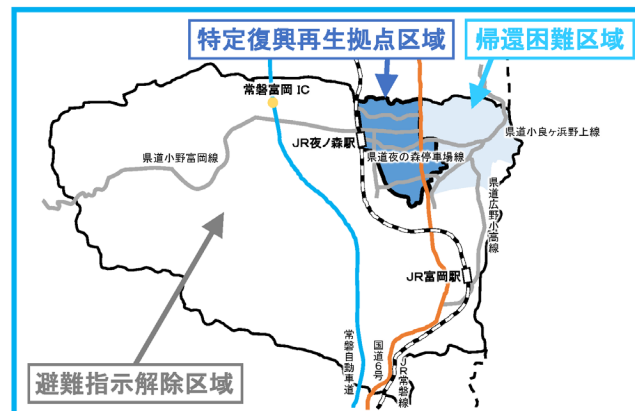 特定復興再生拠点区域
帰還困難区域
常磐富岡 IC
JR夜ノ森駅
県道小良ヶ浜野上線
県道夜の森停車場線
県道小野富岡線
県道広野小高線
JR富岡駅
避難指示解除区域
常磐自動車道
国道6号
JR常磐線